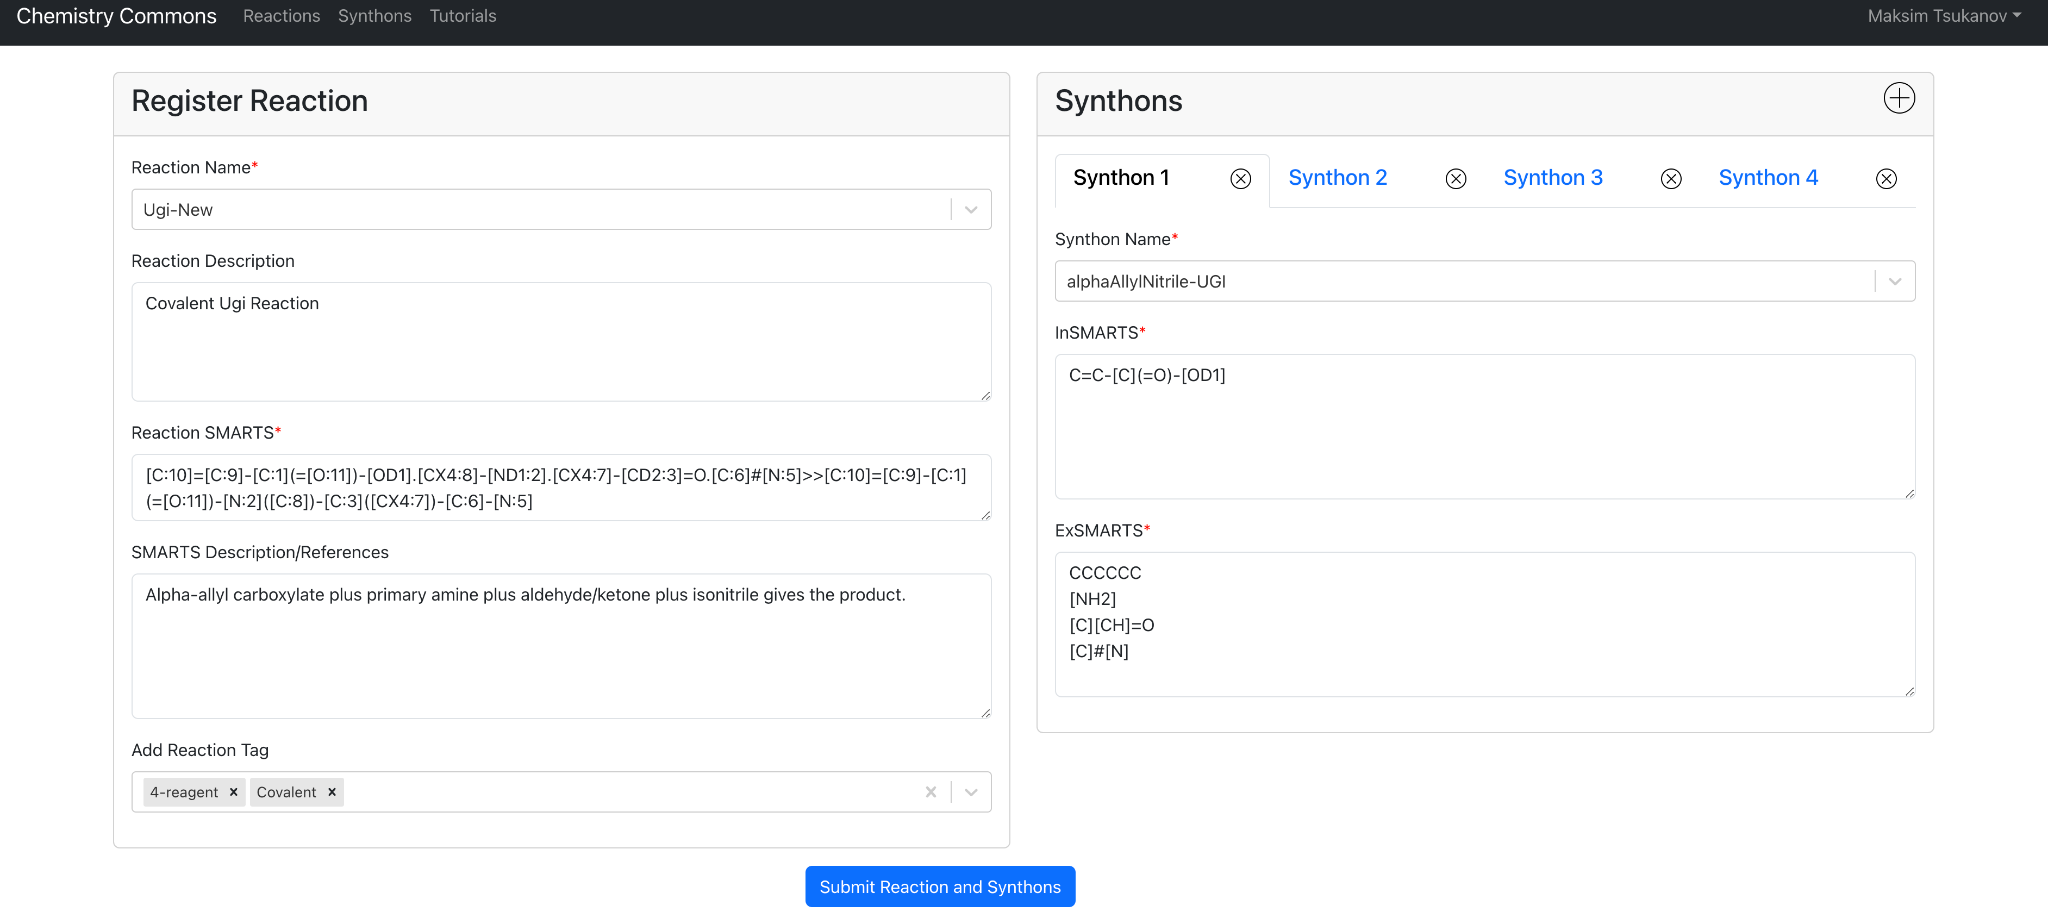 Chemistry Commons Reactions Synthons Tutorials Maksim Tsukanov
Register Reaction
Reaction Name*
Ugi-New
Reaction Description
Covalent Ugi Reaction
Reaction SMARTS*
[C:10]=[C:9]-[C:1](=[O:11])-[OD1].[CX4:8]-[ND1:2].[CX4:7]-[CD2:3]=O.[C:6]#[N:5]>>[C:10]=[C:9]-[C:1]
(=[O:11])-[N:2]([C:8])-[C:3]([CX4:7])-[C:6]-[N:5]
SMARTS Description/References
Alpha-allyl carboxylate plus primary amine plus aldehyde/ketone plus isonitrile gives the product.
Add Reaction Tag
4-reagent × Covalent ×
Synthons
Synthon 1 Synthon 2 Synthon 3 Synthon 4
Synthon Name*
alphaAllylNitrile-UGI
InSMARTS*
C=C-[C](=O)-[OD1]
ExSMARTS*
CCCCCC
[NH2]
[C][CH]=O
[C]#[N]
Submit Reaction and Synthons